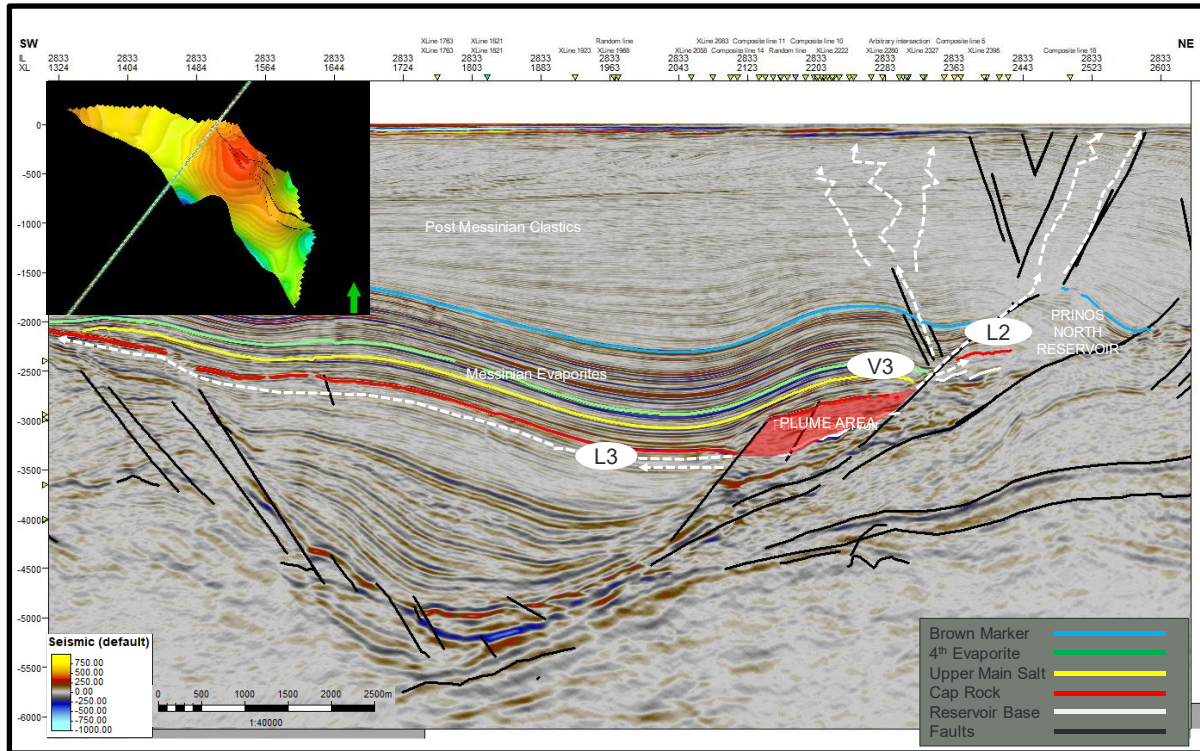 SW
NE
XLine 1763 XLine 1821 Random line XLine 2083 Composite line 11 Composite line 10 Arbitrary intersection Composite line 5
XLine 1763 XLine 1821 XLine 1923 XLine 1968 XLine 2058 Composite line 14 Random line XLine 2222 XLine 2280 XLine 2327 XLine 2398 Composite line 18
IL 2833 2833 2833 2833 2833 2833 2833 2833 2833 2833 2833 2833 2833 2833 2833 2833 2833
XL 1324 1404 1484 1564 1644 1724 1803 1883 1963 2043 2123 2203 2283 2363 2443 2523 2603
0
-500
-1000
-1500
-2000
-2500
-3000
-3500
-4000
-4500
-5000
-5500
-6000
Post Messinian Clastics
PRINOS
NORTH
RESERVOIR
L2
V3
Messinian Evaporites
PLUME AREA
L3
Seismic (default)
750.00
500.00
250.00
0.00
-250.00
-500.00
-750.00
-1000.00
0 500 1000 1500 2000 2500m
1:40000
Brown Marker
4th Evaporite
Upper Main Salt
Cap Rock
Reservoir Base
Faults